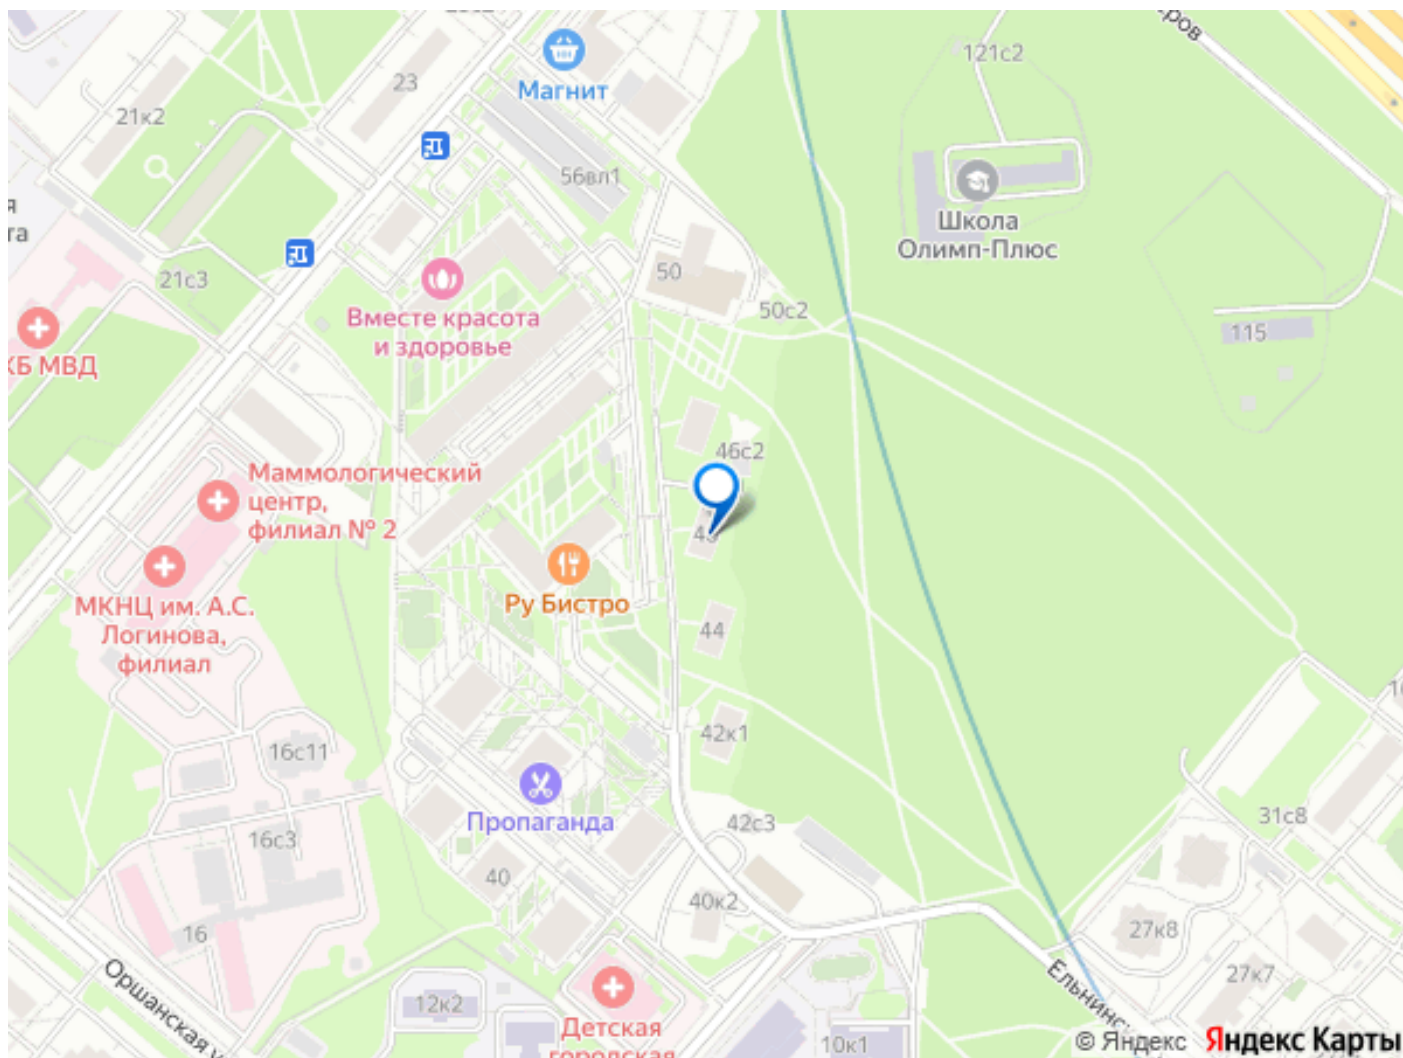 23
Магнит
21к2
56вл1
121с2
Школа
Олимп-Плюс
21с3
50
50с2
115
Вместе красота
и здоровье
КБ МВД
46с2
Маммологический
центр,
филиал № 2
МКНЦ им. А.С.
Логинова,
филиал
Ру Бистро
44
42к1
16с11
16с3
Пропаганда
42с3
31с8
40
40к2
16
27к8
27к7
Оршанская у
Ельнинс
12к2
Детская
городская
10к1
© Яндекс Яндекс Карты